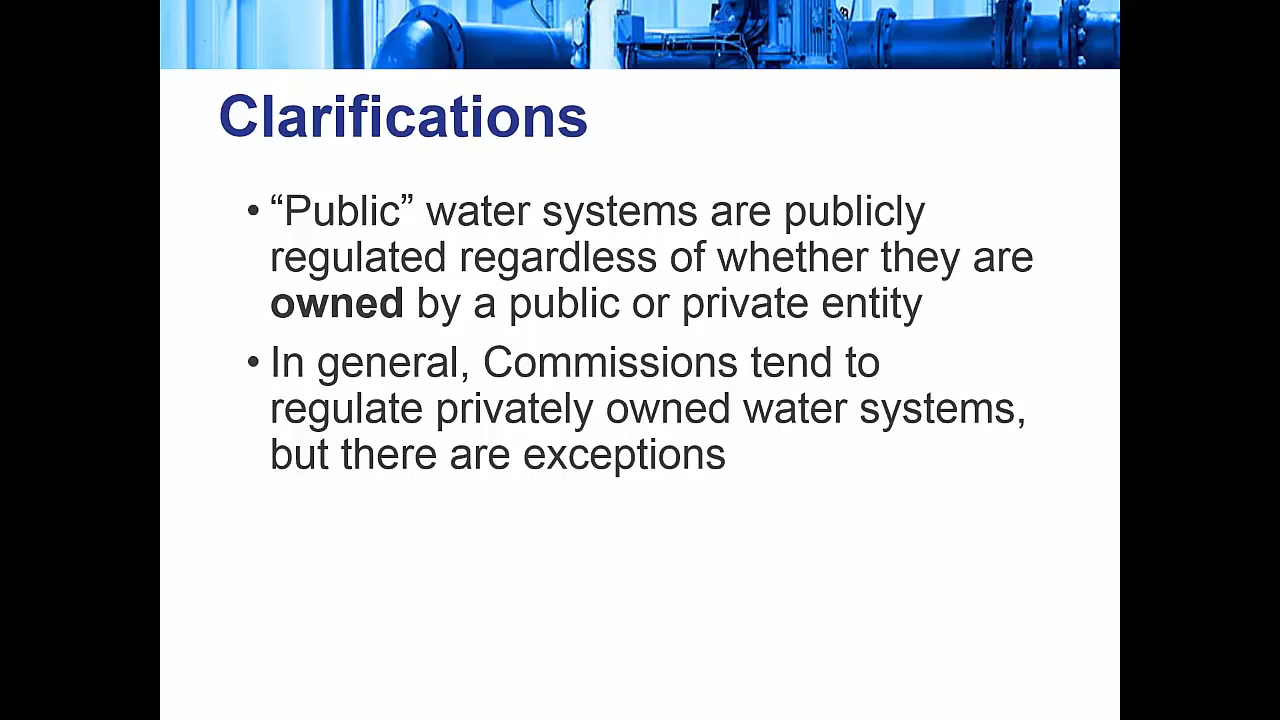 Clarifications
• “Public” water systems are publicly
regulated regardless of whether they are
owned by a public or private entity
• In general, Commissions tend to
regulate privately owned water systems,
but there are exceptions